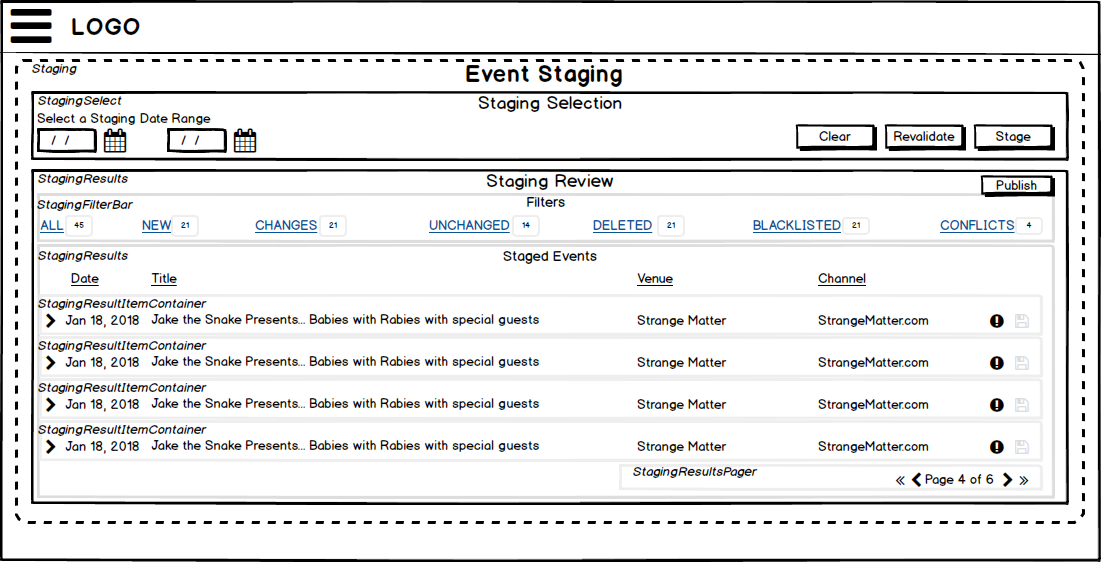 LOGO
Staging
Event Staging
StagingSelect
Staging Selection
Select a Staging Date Range
/ / / / Clear Revalidate Stage
StagingResults
Staging Review
Publish
StagingFilterBar
Filters
ALL 45 NEW 21 CHANGES 21 UNCHANGED 14 DELETED 21 BLACKLISTED 21 CONFLICTS 4
StagingResults
Staged Events
Date Title Venue Channel
StagingResultItemContainer
Jan 18, 2018 Jake the Snake Presents... Babies with Rabies with special guests Strange Matter StrangeMatter.com
StagingResultItemContainer
Jan 18, 2018 Jake the Snake Presents... Babies with Rabies with special guests Strange Matter StrangeMatter.com
StagingResultItemContainer
Jan 18, 2018 Jake the Snake Presents... Babies with Rabies with special guests Strange Matter StrangeMatter.com
StagingResultItemContainer
Jan 18, 2018 Jake the Snake Presents... Babies with Rabies with special guests Strange Matter StrangeMatter.com
StagingResultsPager
« Page 4 of 6 »